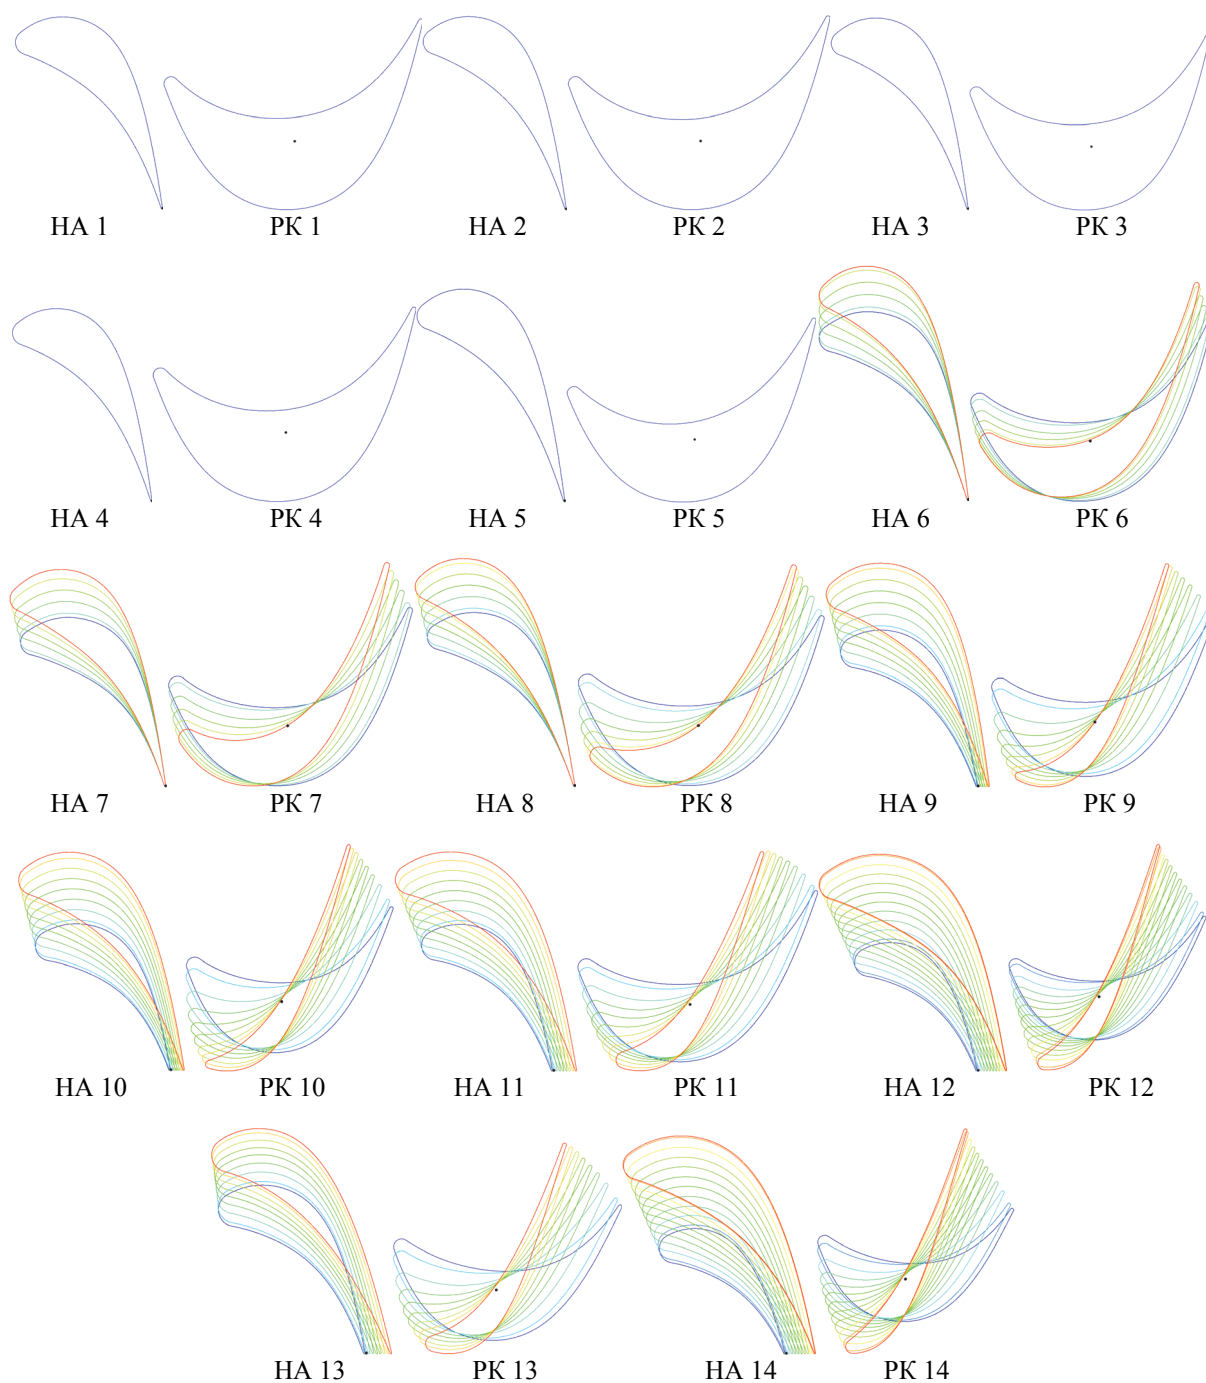 НА 1 РК 1 НА 2 РК 2 НА 3 РК 3
НА 4 РК 4 НА 5 РК 5 НА 6 РК 6
НА 7 РК 7 НА 8 РК 8 НА 9 РК 9
НА 10 РК 10 НА 11 РК 11 НА 12 РК 12
НА 13 РК 13 НА 14 РК 14